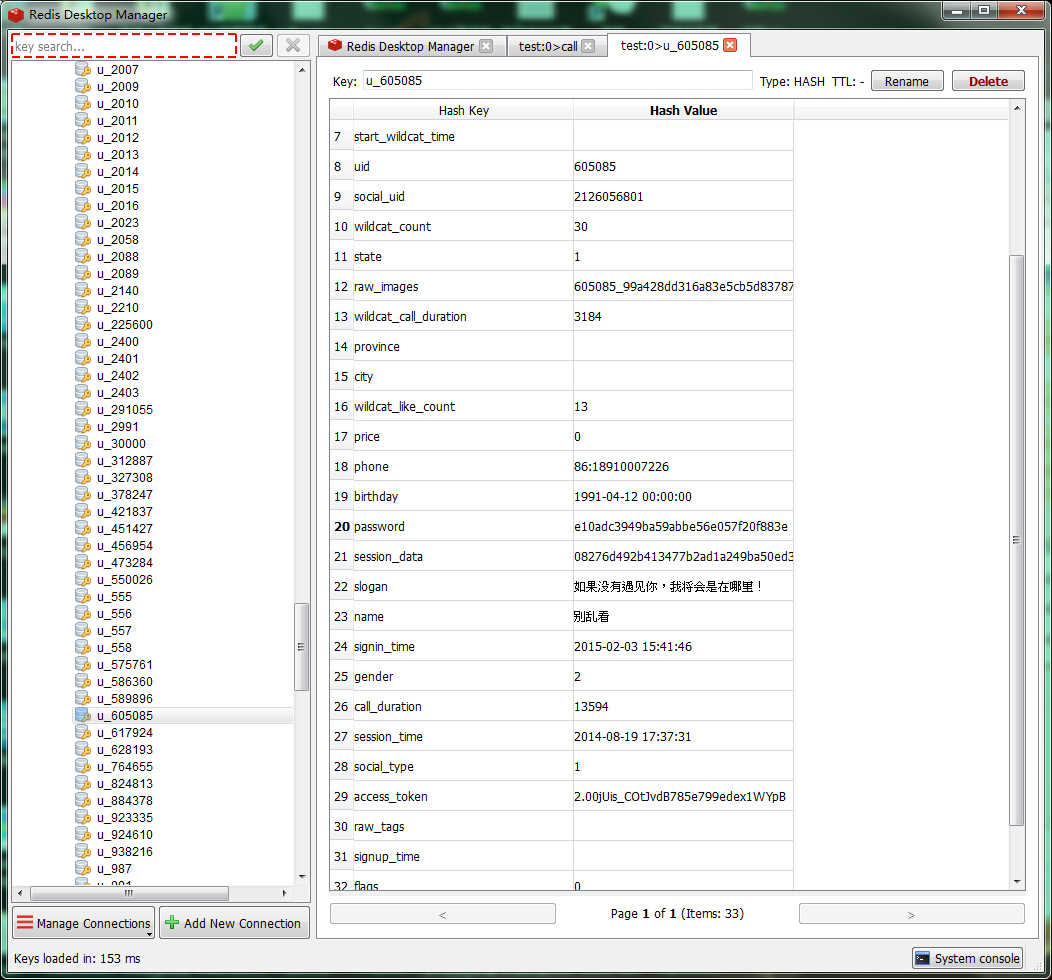 Redis Desktop Manager
key search...
u_2007
u_2009
u_2010
u_2011
u_2012
u_2013
u_2014
u_2015
u_2016
u_2023
u_2058
u_2088
u_2089
u_2140
u_2210
u_225600
u_2400
u_2401
u_2402
u_2403
u_291055
u_2991
u_30000
u_312887
u_327308
u_378247
u_421837
u_451427
u_456954
u_473284
u_550026
u_555
u_556
u_557
u_558
u_575761
u_586360
u_589896
u_605085
u_617924
u_628193
u_764655
u_824813
u_884378
u_923335
u_924610
u_938216
u_987
Manage Connections
Add New Connection
Keys loaded in: 153 ms
Redis Desktop Manager
test:0>call
test:0>u_605085
Key: u_605085 Type: HASH TTL: - Rename Delete
Hash Key Hash Value
7 start_wildcat_time
8 uid 605085
9 social_uid 2126056801
10 wildcat_count 30
11 state 1
12 raw_images 605085_99a428dd316a83e5cb5d83787
13 wildcat_call_duration 3184
14 province
15 city
16 wildcat_like_count 13
17 price 0
18 phone 86:18910007226
19 birthday 1991-04-12 00:00:00
20 password e10adc3949ba59abbe56e057f20f883e
21 session_data 08276d492b413477b2ad1a249ba50ed3
22 slogan 如果没有遇见你，我将会是在哪里！
23 name 别乱看
24 signin_time 2015-02-03 15:41:46
25 gender 2
26 call_duration 13594
27 session_time 2014-08-19 17:37:31
28 social_type 1
29 access_token 2.00jUis_COtJvdB785e799edex1WYpB
30 raw_tags
31 signup_time
32 flags 0
< Page 1 of 1 (Items: 33) >
System console